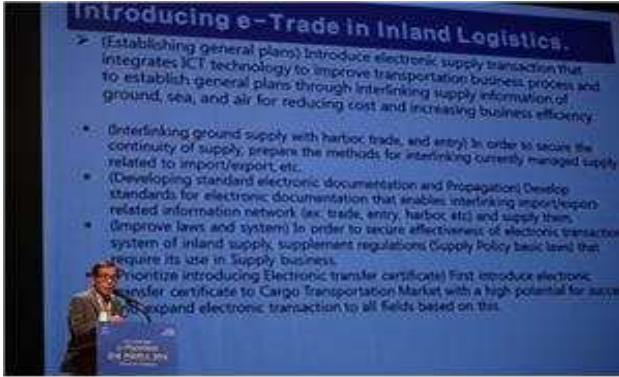 Introducing e-Trade in Inland Logistics.
➢ (Establishing general plans) Introduce electronic supply transaction that
integrates ICT technology to improve transportation business process and
to establish general plans through interlinking supply information of
ground, sea, and air for reducing cost and increasing business efficiency.
• (Interlinking ground supply with harbor, trade, and entry) In order to secure the
continuity of supply, prepare the methods for interlinking currently managed supply
related to import/export, etc.
• (Developing standard electronic documentation and Propagation) Develop
standards for electronic documentation that enables interlinking import/export-
related information network (ex. trade, entry, harbor, etc) and supply them.
• (Improve laws and system) In order to secure effectiveness of electronic transaction
system of inland supply, supplement regulations (Supply Policy basic laws) that
require its use in Supply business.
Prioritize introducing Electronic transfer certificate) First introduce electronic
transfer certificate to Cargo Transportation Market with a high potential for
and expand electronic transaction to all fields based on this.